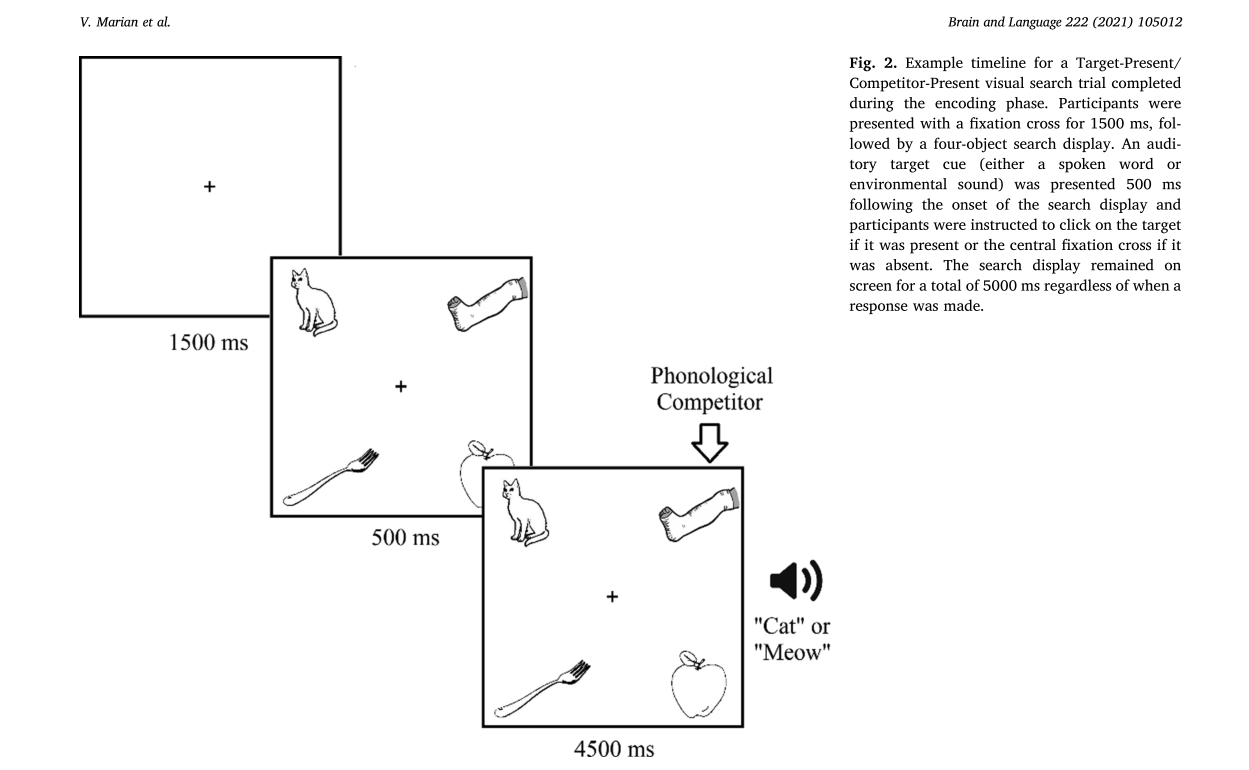 V. Marian et al.
Brain and Language 222 (2021) 105012
Fig. 2. Example timeline for a Target-Present/
Competitor-Present visual search trial completed
during the encoding phase. Participants were
presented with a fixation cross for 1500 ms, fol-
lowed by a four-object search display. An audi-
tory target cue (either a spoken word or
environmental sound) was presented 500 ms
following the onset of the search display and
participants were instructed to click on the target
if it was present or the central fixation cross if it
was absent. The search display remained on
screen for a total of 5000 ms regardless of when a
response was made.
1500 ms
500 ms
Phonological
Competitor
"Cat" or
"Meow"
4500 ms